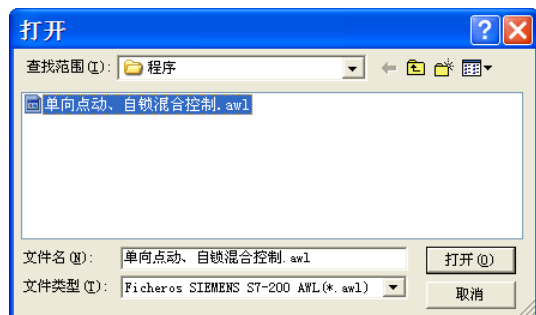 打开
查找范围(I): 程序
单向点动、自锁混合控制.awl
文件名(N): 单向点动、自锁混合控制.awl 打开(O)
文件类型(T): Ficheros SIEMENS S7-200 AWL(*.awl) 取消